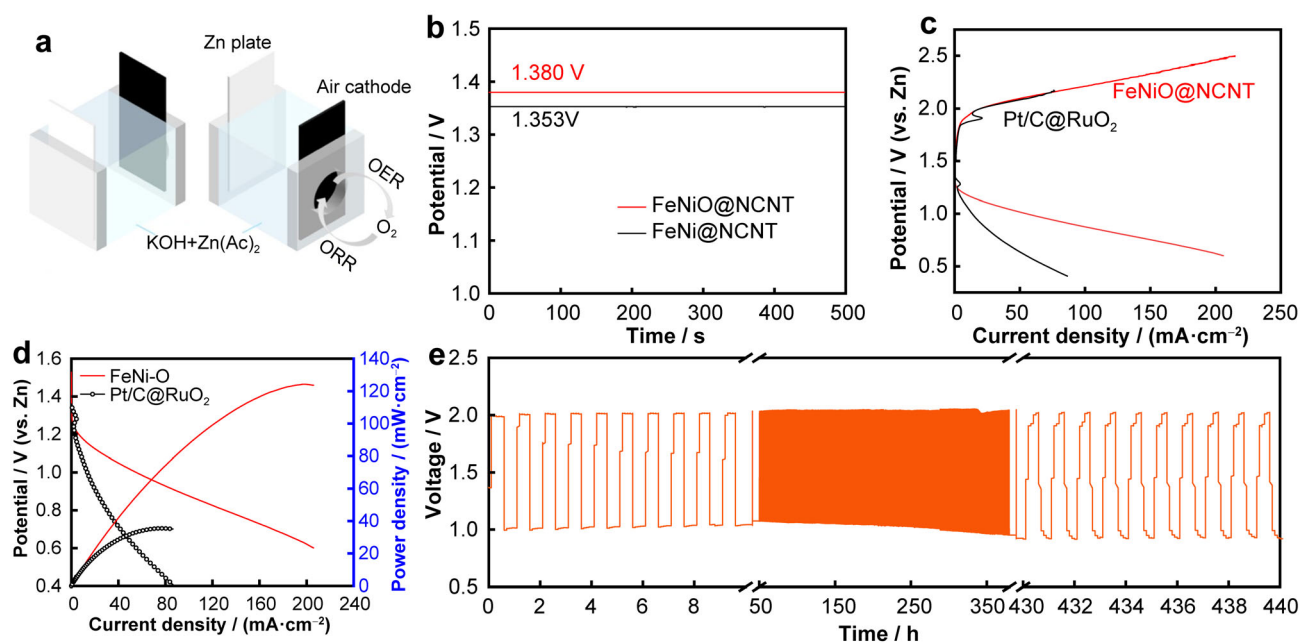 a
Zn plate
Air cathode
OER
O₂
ORR
KOH+Zn(Ac)₂
b
1.5
1.4
1.3
1.2
1.1
1.0
Potential / V
1.380 V
1.353V
FeNiO@NCNT
FeNi@NCNT
0 100 200 300 400 500
Time / s
c
2.5
2.0
1.5
1.0
0.5
Potential / V (vs. Zn)
FeNiO@NCNT
Pt/C@RuO₂
0 50 100 150 200 250
Current density / (mA·cm⁻²)
d
1.6
1.4
1.2
1.0
0.8
0.6
0.4
Potential / V (vs. Zn)
FeNi-O
Pt/C@RuO₂
140
120
100
80
60
40
20
0
Power density / (mW·cm⁻²)
0 40 80 120 160 200 240
Current density / (mA·cm⁻²)
e
2.5
2.0
1.5
1.0
0.5
Voltage / V
0 2 4 6 8 50 150 250 350 430 432 434 436 438 440
Time / h